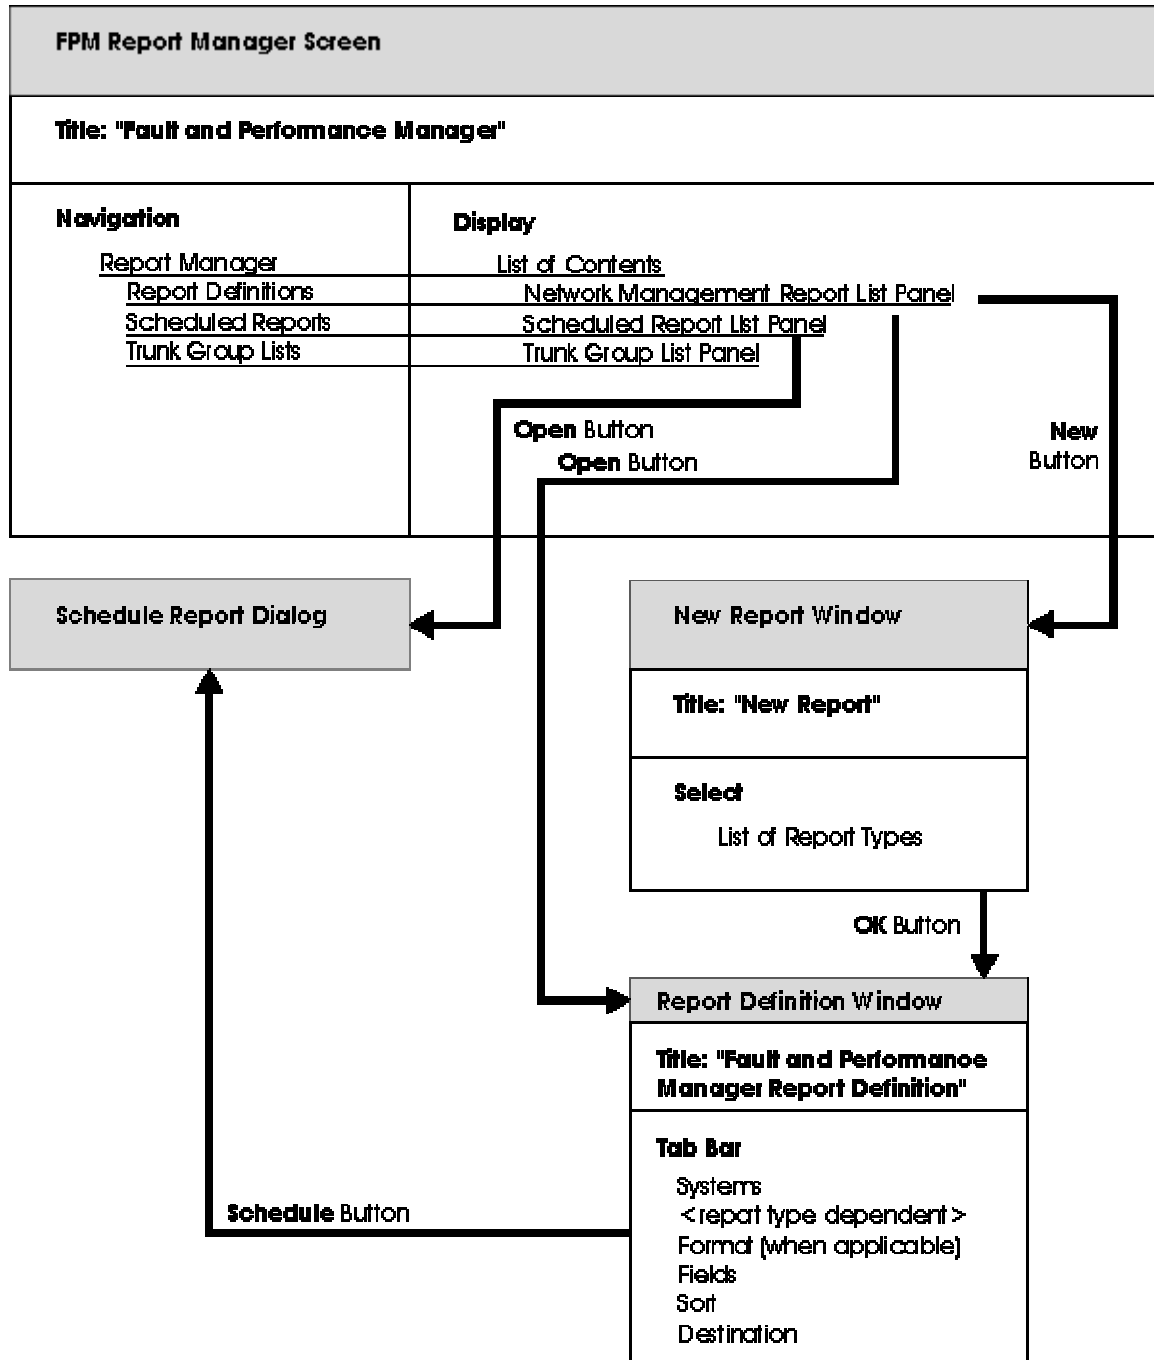 FPM Report Manager Screen
Title: "Fault and Performance Manager"
Navigation
Report Manager
Report Definitions
Scheduled Reports
Trunk Group Lists
Display
List of Contents
Network Management Report List Panel
Scheduled Report List Panel
Trunk Group List Panel
Open Button
Open Button
New
Button
Schedule Report Dialog
New Report Window
Title: "New Report"
Select
List of Report Types
OK Button
Report Definition Window
Title: "Fault and Performance
Manager Report Definition"
Tab Bar
Systems
<report type dependent>
Format (when applicable)
Fields
Sort
Destination
Schedule Button